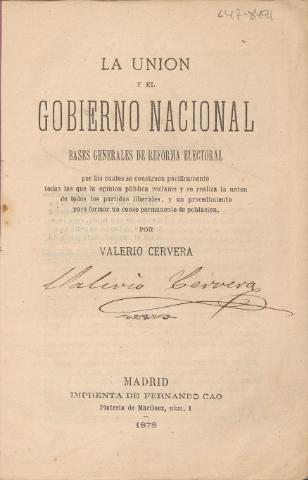 LA UNION
Y EL
GOBIERNO NACIONAL
BASES GENERALES DE REFORMA ELECTORAL
por las cuales se consiguen pacíficamente
todas las que la opinion pública reclame y se realiza la union
de todos los partidos liberales, y un procedimiento
para formar un censo permanente de poblacion.
POR
VALERIO CERVERA
Valerio Cervera
MADRID
IMPRENTA DE FERNANDO CAO
Platería de Martinez, núm. 1
1878